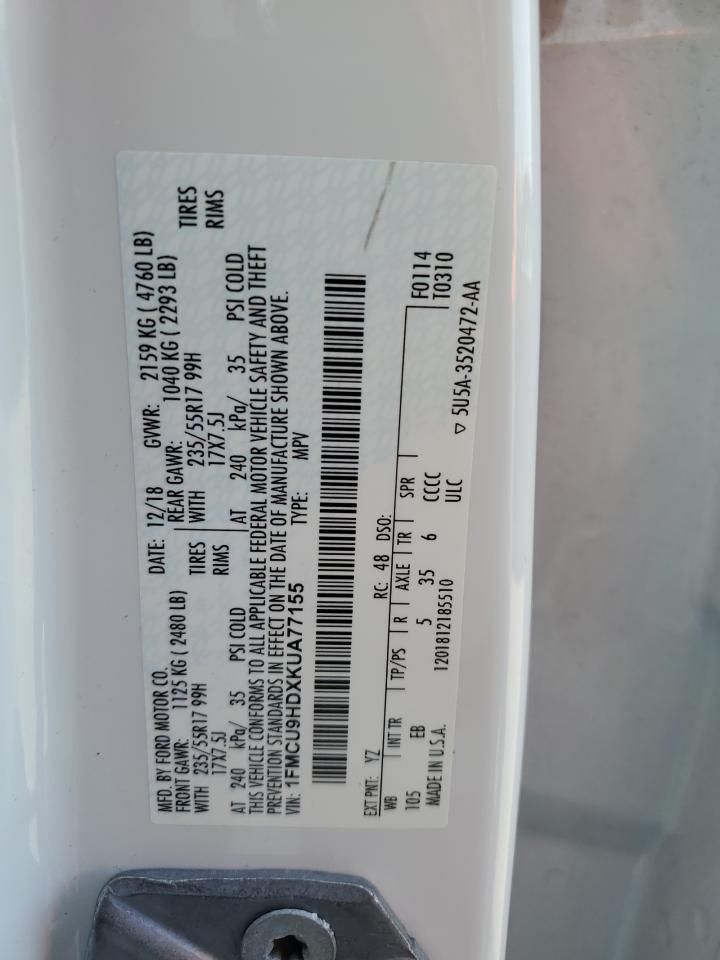 MFD. BY FORD MOTOR CO. DATE: 12/18 GVWR: 2159 KG ( 4760 LB)
FRONT GAWR: 1125 KG ( 2480 LB) REAR GAWR: 1040 KG ( 2293 LB)
WITH 235/55R17 99H TIRES WITH 235/55R17 99H TIRES
17X7.5J RIMS 17X7.5J RIMS
AT 240 kPa/ 35 PSI COLD AT 240 kPa/ 35 PSI COLD
THIS VEHICLE CONFORMS TO ALL APPLICABLE FEDERAL MOTOR VEHICLE SAFETY AND THEFT
PREVENTION STANDARDS IN EFFECT ON THE DATE OF MANUFACTURE SHOWN ABOVE.
VIN: 1FMCU9HDXKUA77155 TYPE: MPV
EXT PNT: YZ RC: 48 DSO: F0114
WB INT TR TP/PS R AXLE TR SPR T0310
105 EB 5 35 6 CCCC
MADE IN U.S.A. 1201812185510 ULC ▽ 5U5A-3520472-AA